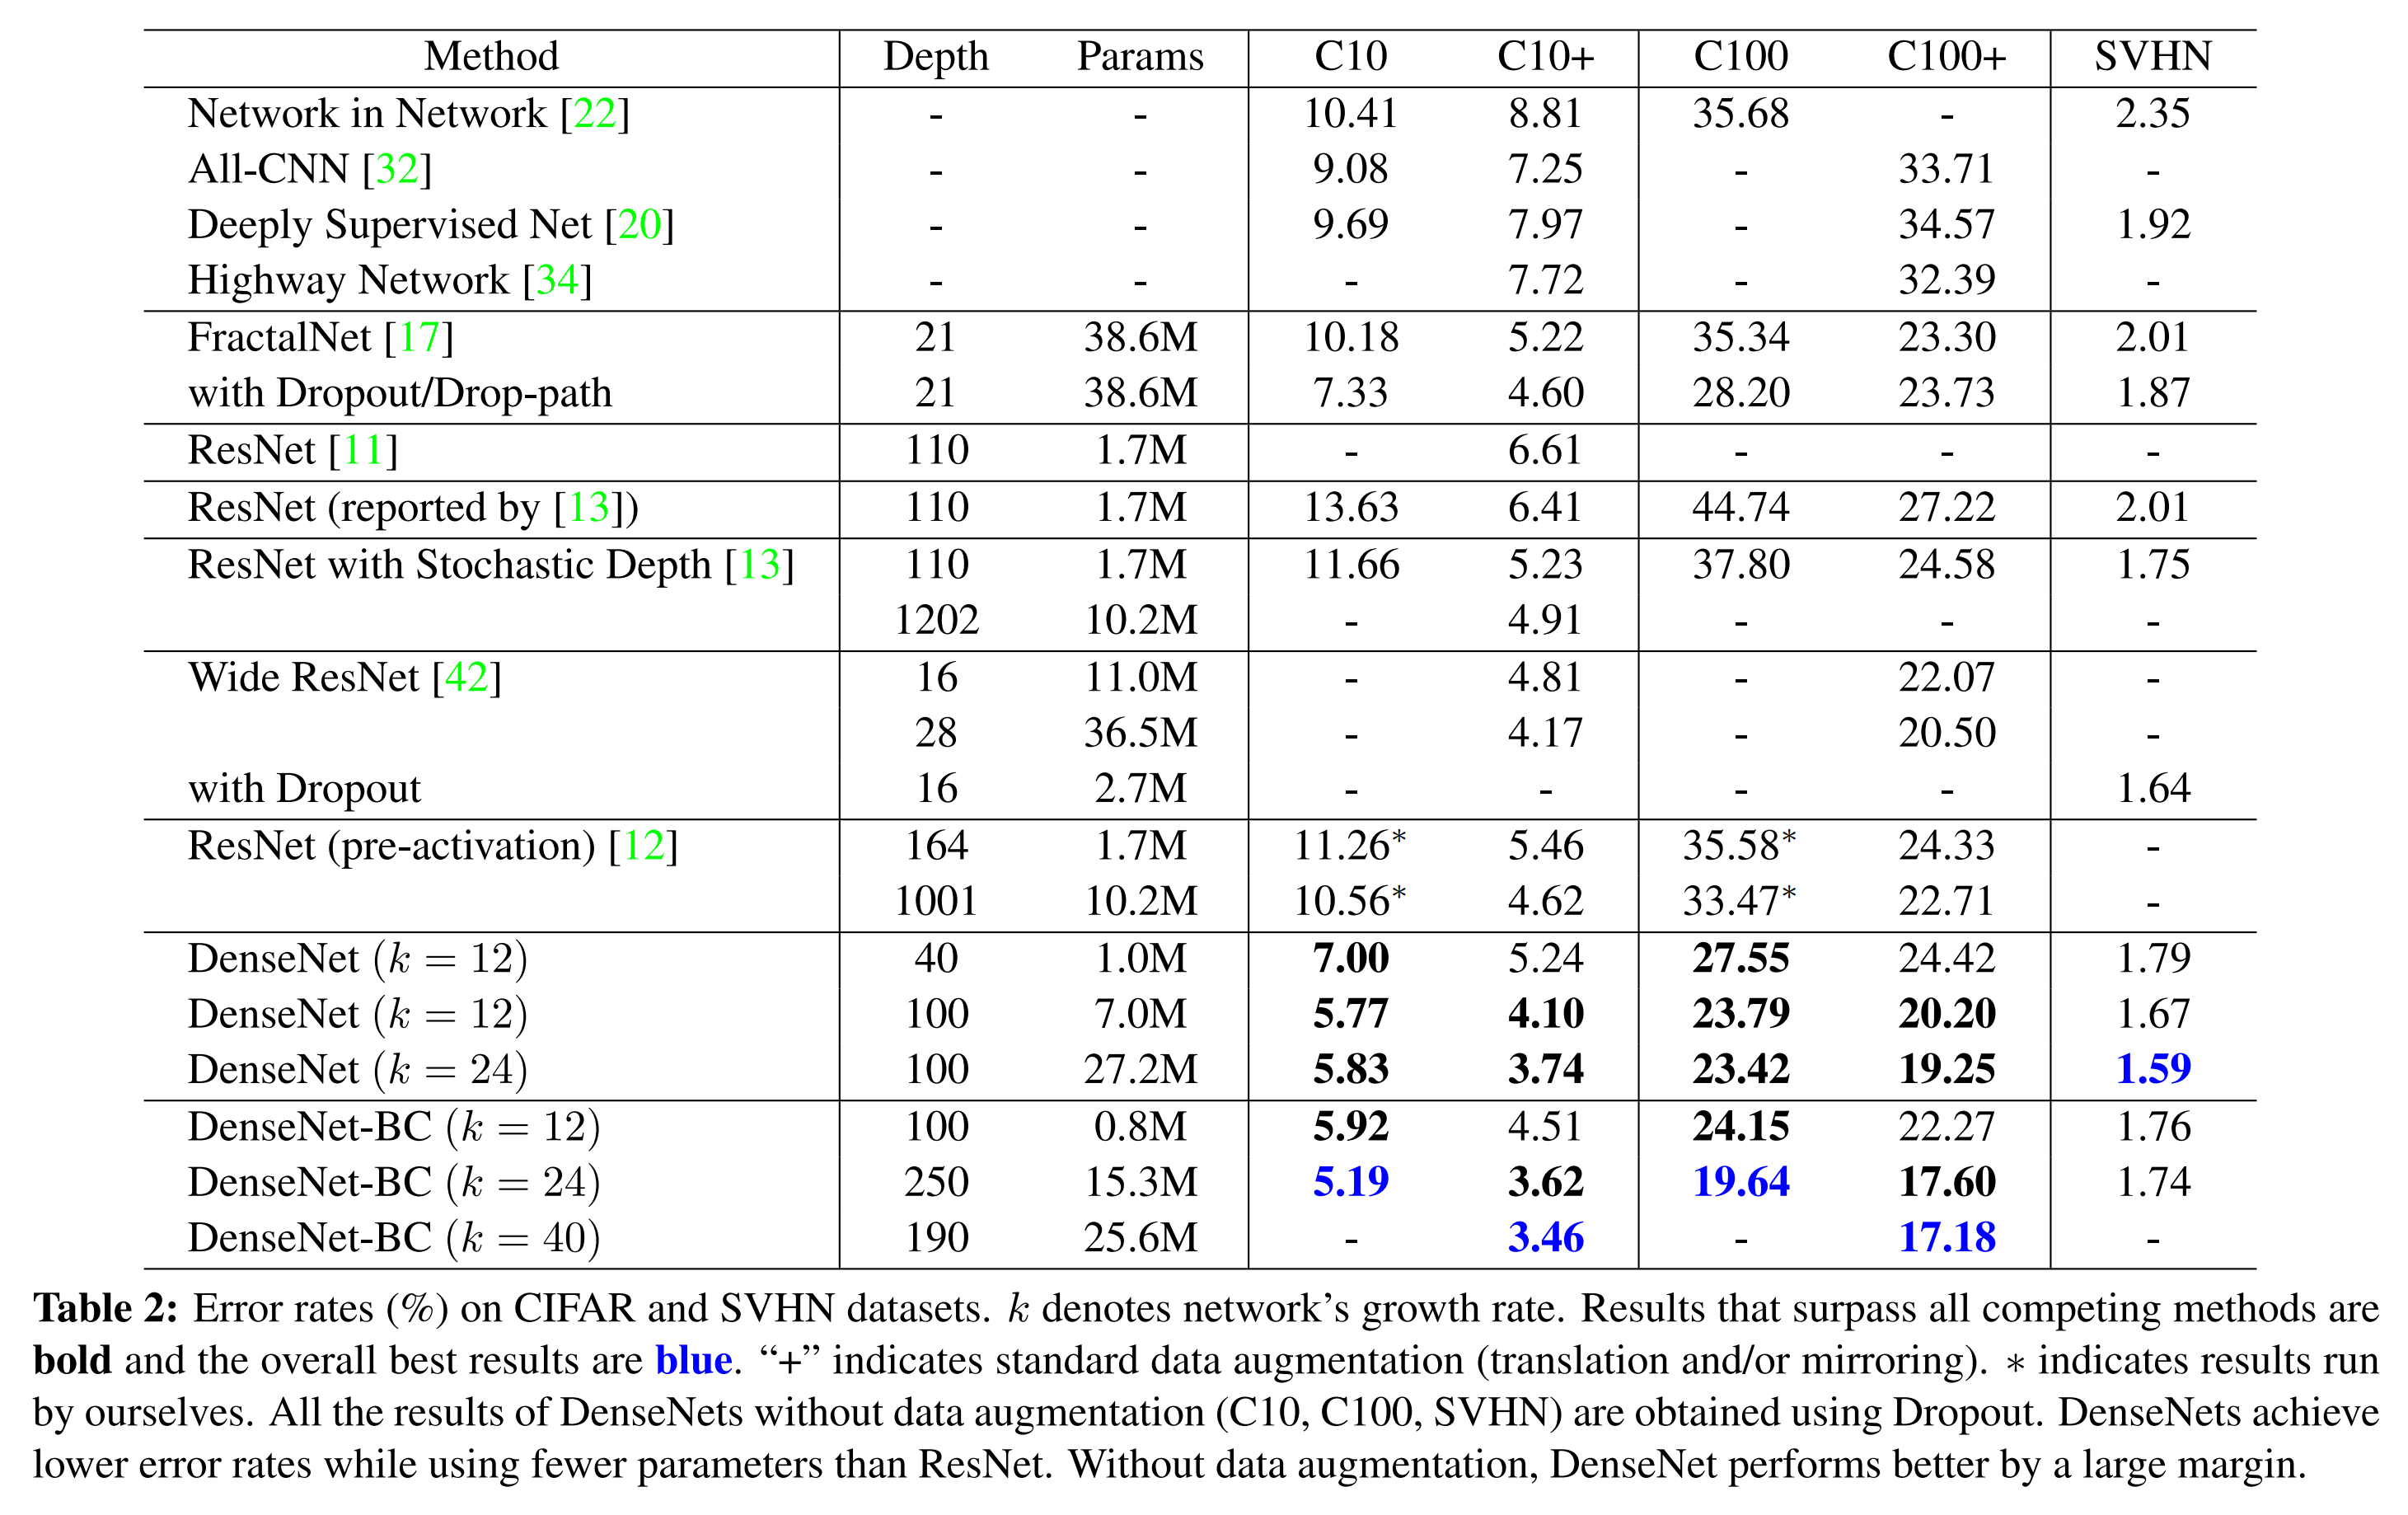 Method Depth Params C10 C10+ C100 C100+ SVHN
Network in Network [22] - - 10.41 8.81 35.68 - 2.35
All-CNN [32] - - 9.08 7.25 - 33.71 -
Deeply Supervised Net [20] - - 9.69 7.97 - 34.57 1.92
Highway Network [34] - - - 7.72 - 32.39 -
FractalNet [17] 21 38.6M 10.18 5.22 35.34 23.30 2.01
with Dropout/Drop-path 21 38.6M 7.33 4.60 28.20 23.73 1.87
ResNet [11] 110 1.7M - 6.61 - - -
ResNet (reported by [13]) 110 1.7M 13.63 6.41 44.74 27.22 2.01
ResNet with Stochastic Depth [13] 110 1.7M 11.66 5.23 37.80 24.58 1.75
1202 10.2M - 4.91 - - -
Wide ResNet [42] 16 11.0M - 4.81 - 22.07 -
28 36.5M - 4.17 - 20.50 -
with Dropout 16 2.7M - - - - 1.64
ResNet (pre-activation) [12] 164 1.7M 11.26* 5.46 35.58* 24.33 -
1001 10.2M 10.56* 4.62 33.47* 22.71 -
DenseNet (k = 12) 40 1.0M 7.00 5.24 27.55 24.42 1.79
DenseNet (k = 12) 100 7.0M 5.77 4.10 23.79 20.20 1.67
DenseNet (k = 24) 100 27.2M 5.83 3.74 23.42 19.25 1.59
DenseNet-BC (k = 12) 100 0.8M 5.92 4.51 24.15 22.27 1.76
DenseNet-BC (k = 24) 250 15.3M 5.19 3.62 19.64 17.60 1.74
DenseNet-BC (k = 40) 190 25.6M - 3.46 - 17.18 -
Table 2: Error rates (%) on CIFAR and SVHN datasets. k denotes network’s growth rate. Results that surpass all competing methods are
bold and the overall best results are blue. “+” indicates standard data augmentation (translation and/or mirroring). ∗ indicates results run
by ourselves. All the results of DenseNets without data augmentation (C10, C100, SVHN) are obtained using Dropout. DenseNets achieve
lower error rates while using fewer parameters than ResNet. Without data augmentation, DenseNet performs better by a large margin.